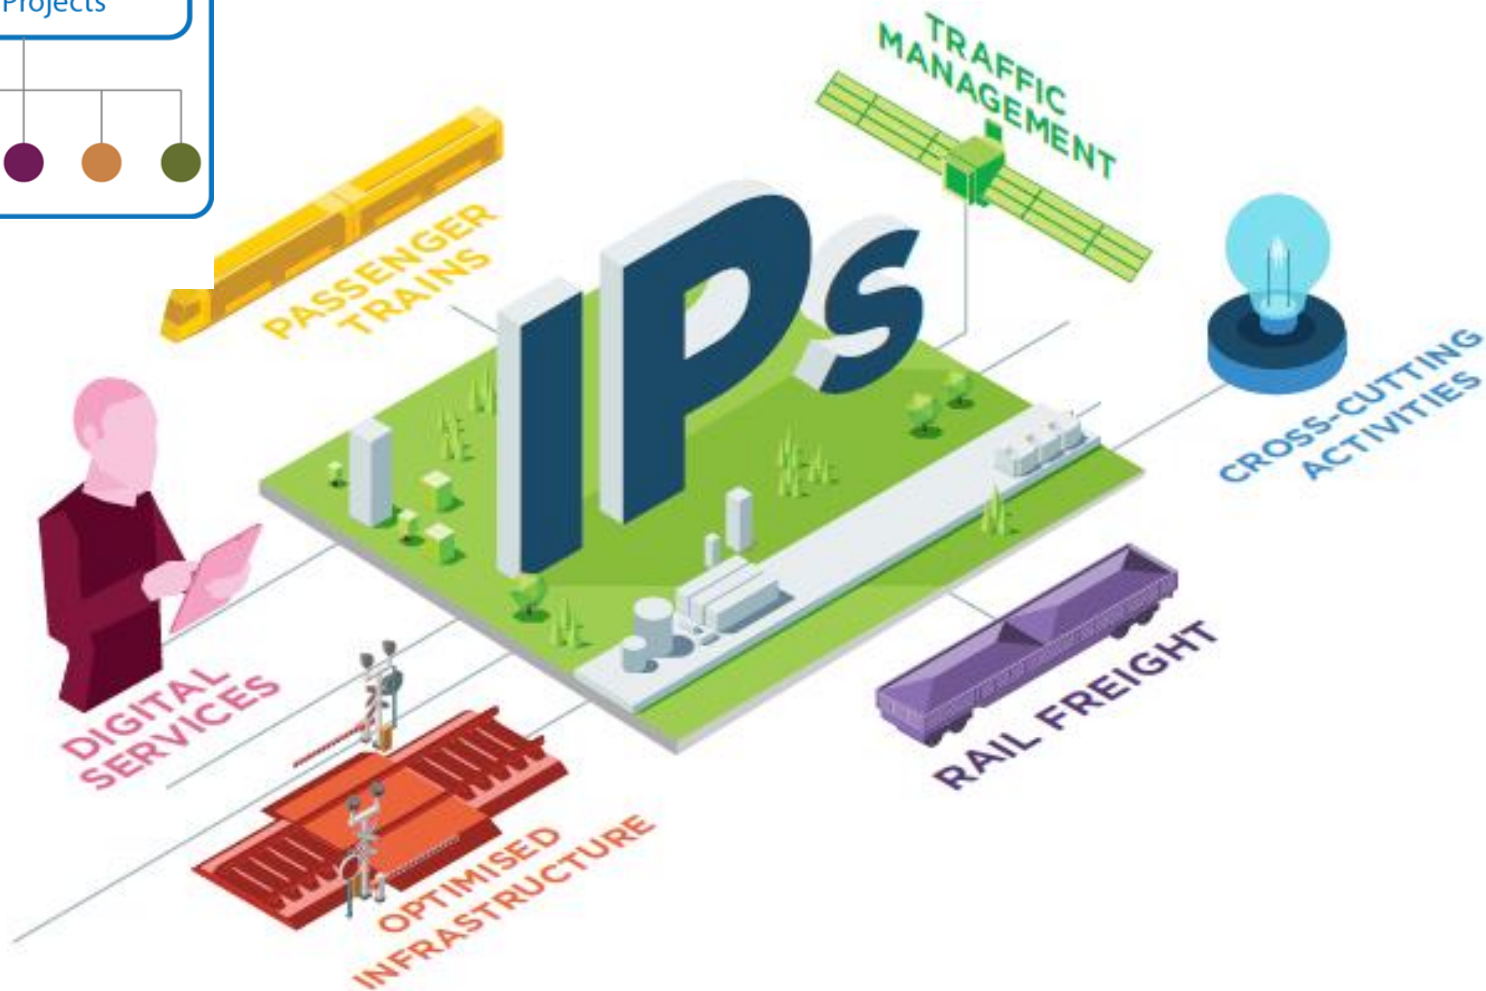 Projects
TRAFFIC
MANAGEMENT
PASSENGER
TRAINS
IPs
CROSS-CUTTING
ACTIVITIES
DIGITAL
SERVICES
RAIL FREIGHT
OPTIMISED
INFRASTRUCTURE